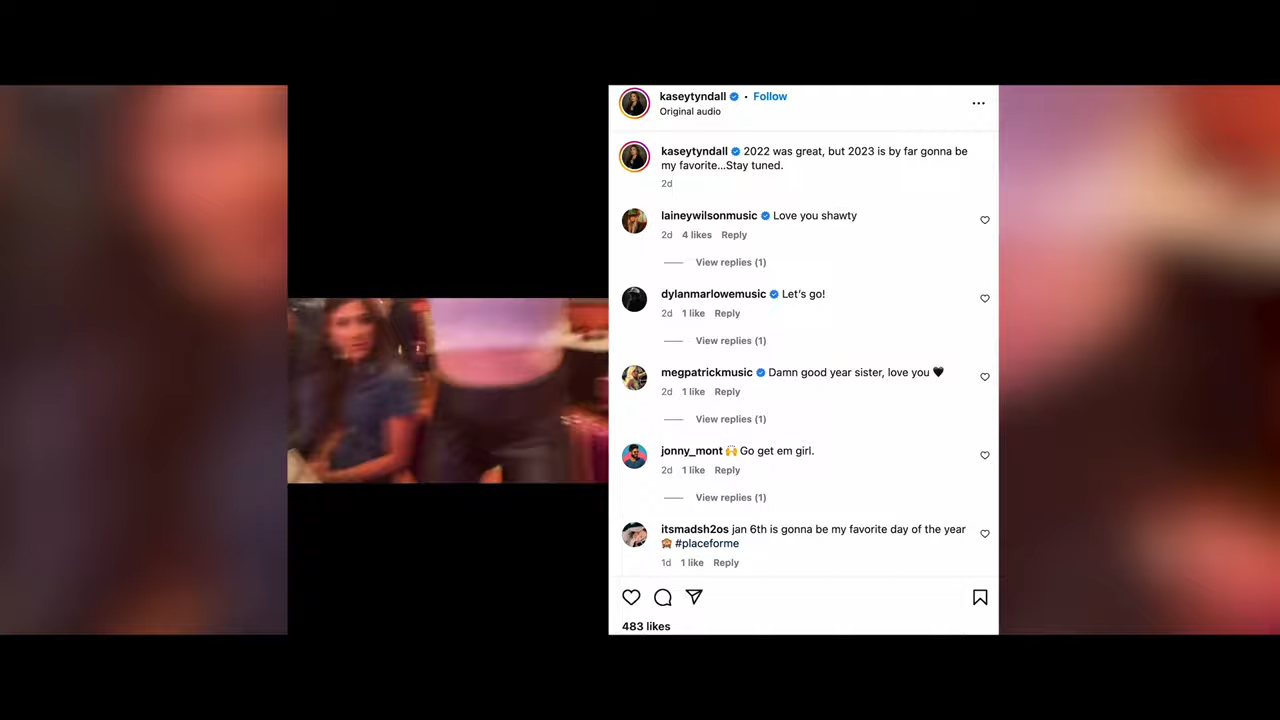 kaseytyndall • Follow
Original audio
kaseytyndall 2022 was great, but 2023 is by far gonna be
my favorite...Stay tuned.
2d
laineywilsonmusic Love you shawty
2d 4 likes Reply
View replies (1)
dylanmarlowemusic Let's go!
2d 1 like Reply
View replies (1)
megpatrickmusic Damn good year sister, love you 🖤
2d 1 like Reply
View replies (1)
jonny_mont 🙌 Go get em girl.
2d 1 like Reply
View replies (1)
itsmadsh2os jan 6th is gonna be my favorite day of the year
🙈 #placeforme
1d 1 like Reply
483 likes